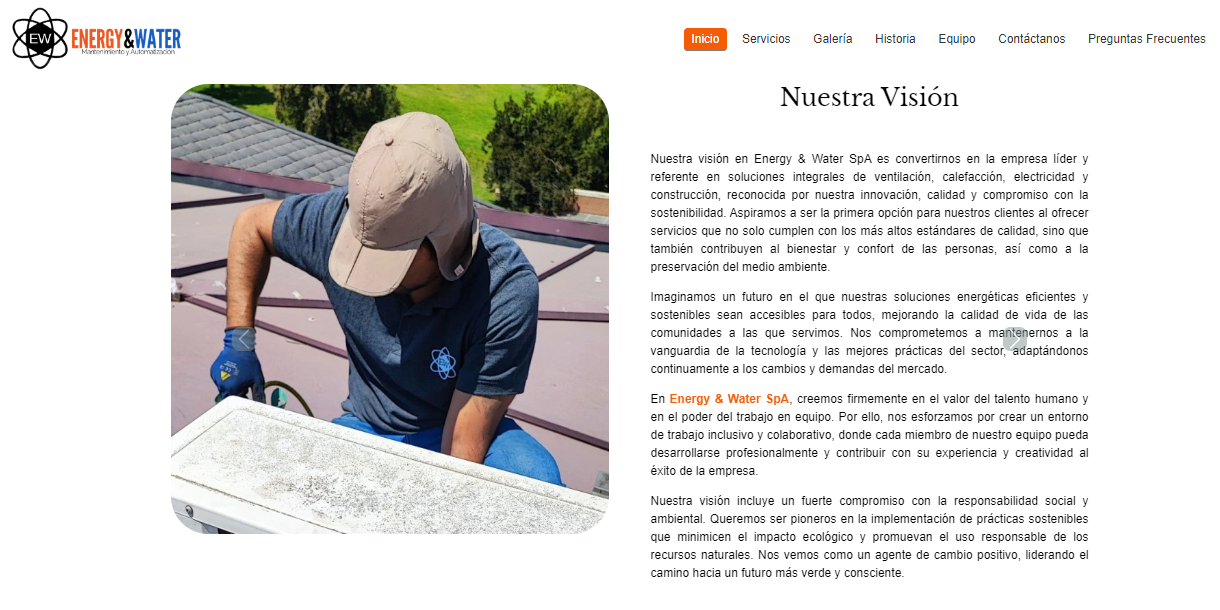 EW
ENERGY&WATER
Mantenimiento y Automatización
Inicio
Servicios
Galería
Historia
Equipo
Contáctanos
Preguntas Frecuentes
Nuestra Visión
Nuestra visión en Energy & Water SpA es convertirnos en la empresa líder y
referente en soluciones integrales de ventilación, calefacción, electricidad y
construcción, reconocida por nuestra innovación, calidad y compromiso con la
sostenibilidad. Aspiramos a ser la primera opción para nuestros clientes al ofrecer
servicios que no solo cumplen con los más altos estándares de calidad, sino que
también contribuyen al bienestar y confort de las personas, así como a la
preservación del medio ambiente.
Imaginamos un futuro en el que nuestras soluciones energéticas eficientes y
sostenibles sean accesibles para todos, mejorando la calidad de vida de las
comunidades a las que servimos. Nos comprometemos a mantenernos a la
vanguardia de la tecnología y las mejores prácticas del sector, adaptándonos
continuamente a los cambios y demandas del mercado.
En Energy & Water SpA, creemos firmemente en el valor del talento humano y
en el poder del trabajo en equipo. Por ello, nos esforzamos por crear un entorno
de trabajo inclusivo y colaborativo, donde cada miembro de nuestro equipo pueda
desarrollarse profesionalmente y contribuir con su experiencia y creatividad al
éxito de la empresa.
Nuestra visión incluye un fuerte compromiso con la responsabilidad social y
ambiental. Queremos ser pioneros en la implementación de prácticas sostenibles
que minimicen el impacto ecológico y promuevan el uso responsable de los
recursos naturales. Nos vemos como un agente de cambio positivo, liderando el
camino hacia un futuro más verde y consciente.